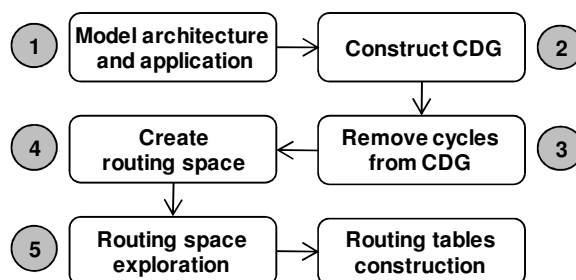 1
Model architecture
and application
Construct CDG
2
4
Create
routing space
Remove cycles
from CDG
3
5
Routing space
exploration
Routing tables
construction